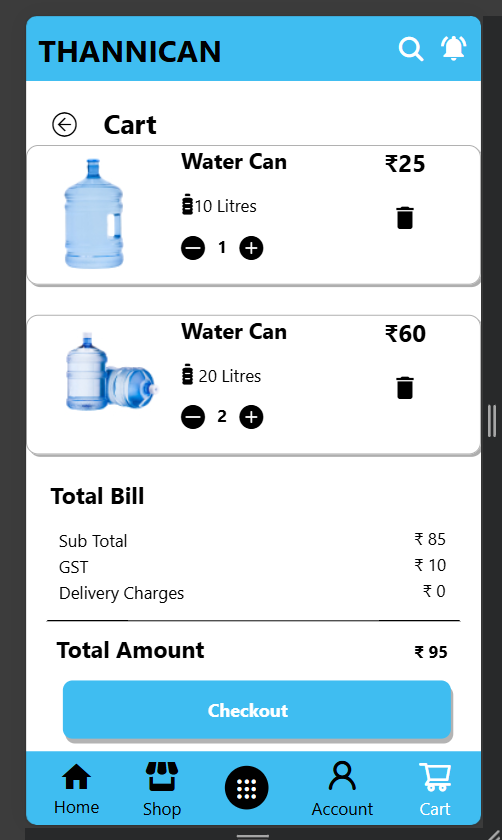 THANNICAN
Cart
Water Can ₹25
10 Litres
1
Water Can ₹60
20 Litres
2
Total Bill
Sub Total ₹ 85
GST ₹ 10
Delivery Charges ₹ 0
Total Amount ₹ 95
Checkout
Home Shop Account Cart